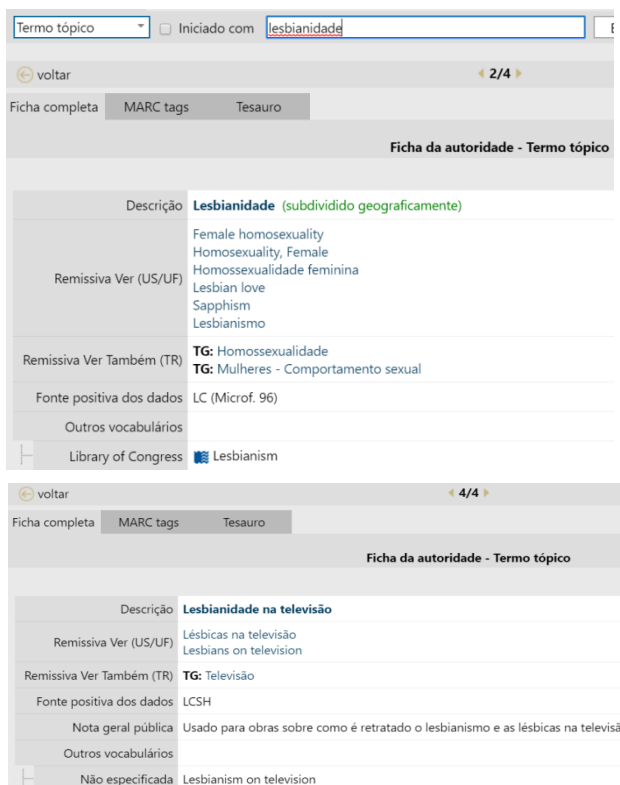 Termo tópico Iniciado com lesbianidade
voltar 2/4
Ficha completa MARC tags Tesauro
Ficha da autoridade - Termo tópico
Descrição Lesbianidade (subdividido geograficamente)
Remissiva Ver (US/UF) Female homosexuality
Homosexuality, Female
Homossexualidade feminina
Lesbian love
Sapphism
Lesbianismo
Remissiva Ver Também (TR) TG: Homossexualidade
TG: Mulheres - Comportamento sexual
Fonte positiva dos dados LC (Microf. 96)
Outros vocabulários
Library of Congress Lesbianism
voltar 4/4
Ficha completa MARC tags Tesauro
Ficha da autoridade - Termo tópico
Descrição Lesbianidade na televisão
Remissiva Ver (US/UF) Lésbicas na televisão
Lesbians on television
Remissiva Ver Também (TR) TG: Televisão
Fonte positiva dos dados LCSH
Nota geral pública Usado para obras sobre como é retratado o lesbianismo e as lésbicas na televisã
Outros vocabulários
Não especificada Lesbianism on television